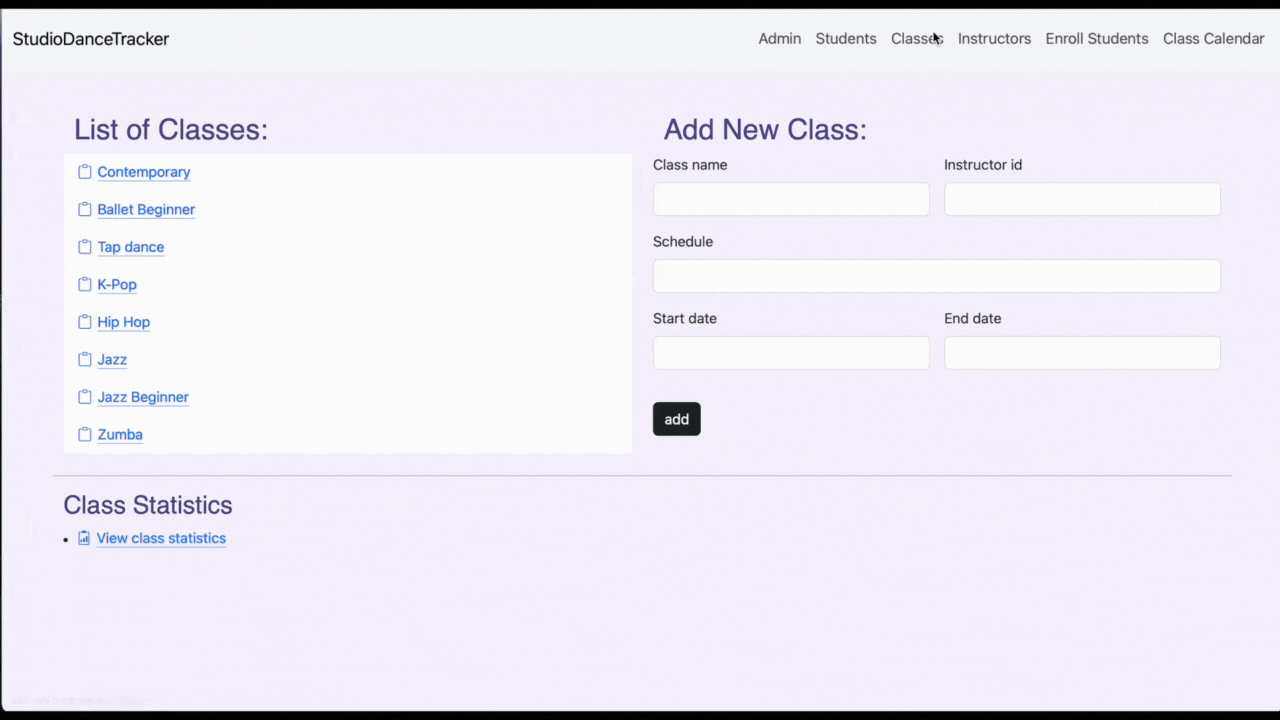 StudioDanceTracker
Admin Students Classes Instructors Enroll Students Class Calendar
List of Classes:
Contemporary
Ballet Beginner
Tap dance
K-Pop
Hip Hop
Jazz
Jazz Beginner
Zumba
Add New Class:
Class name Instructor id
Schedule
Start date End date
add
Class Statistics
View class statistics